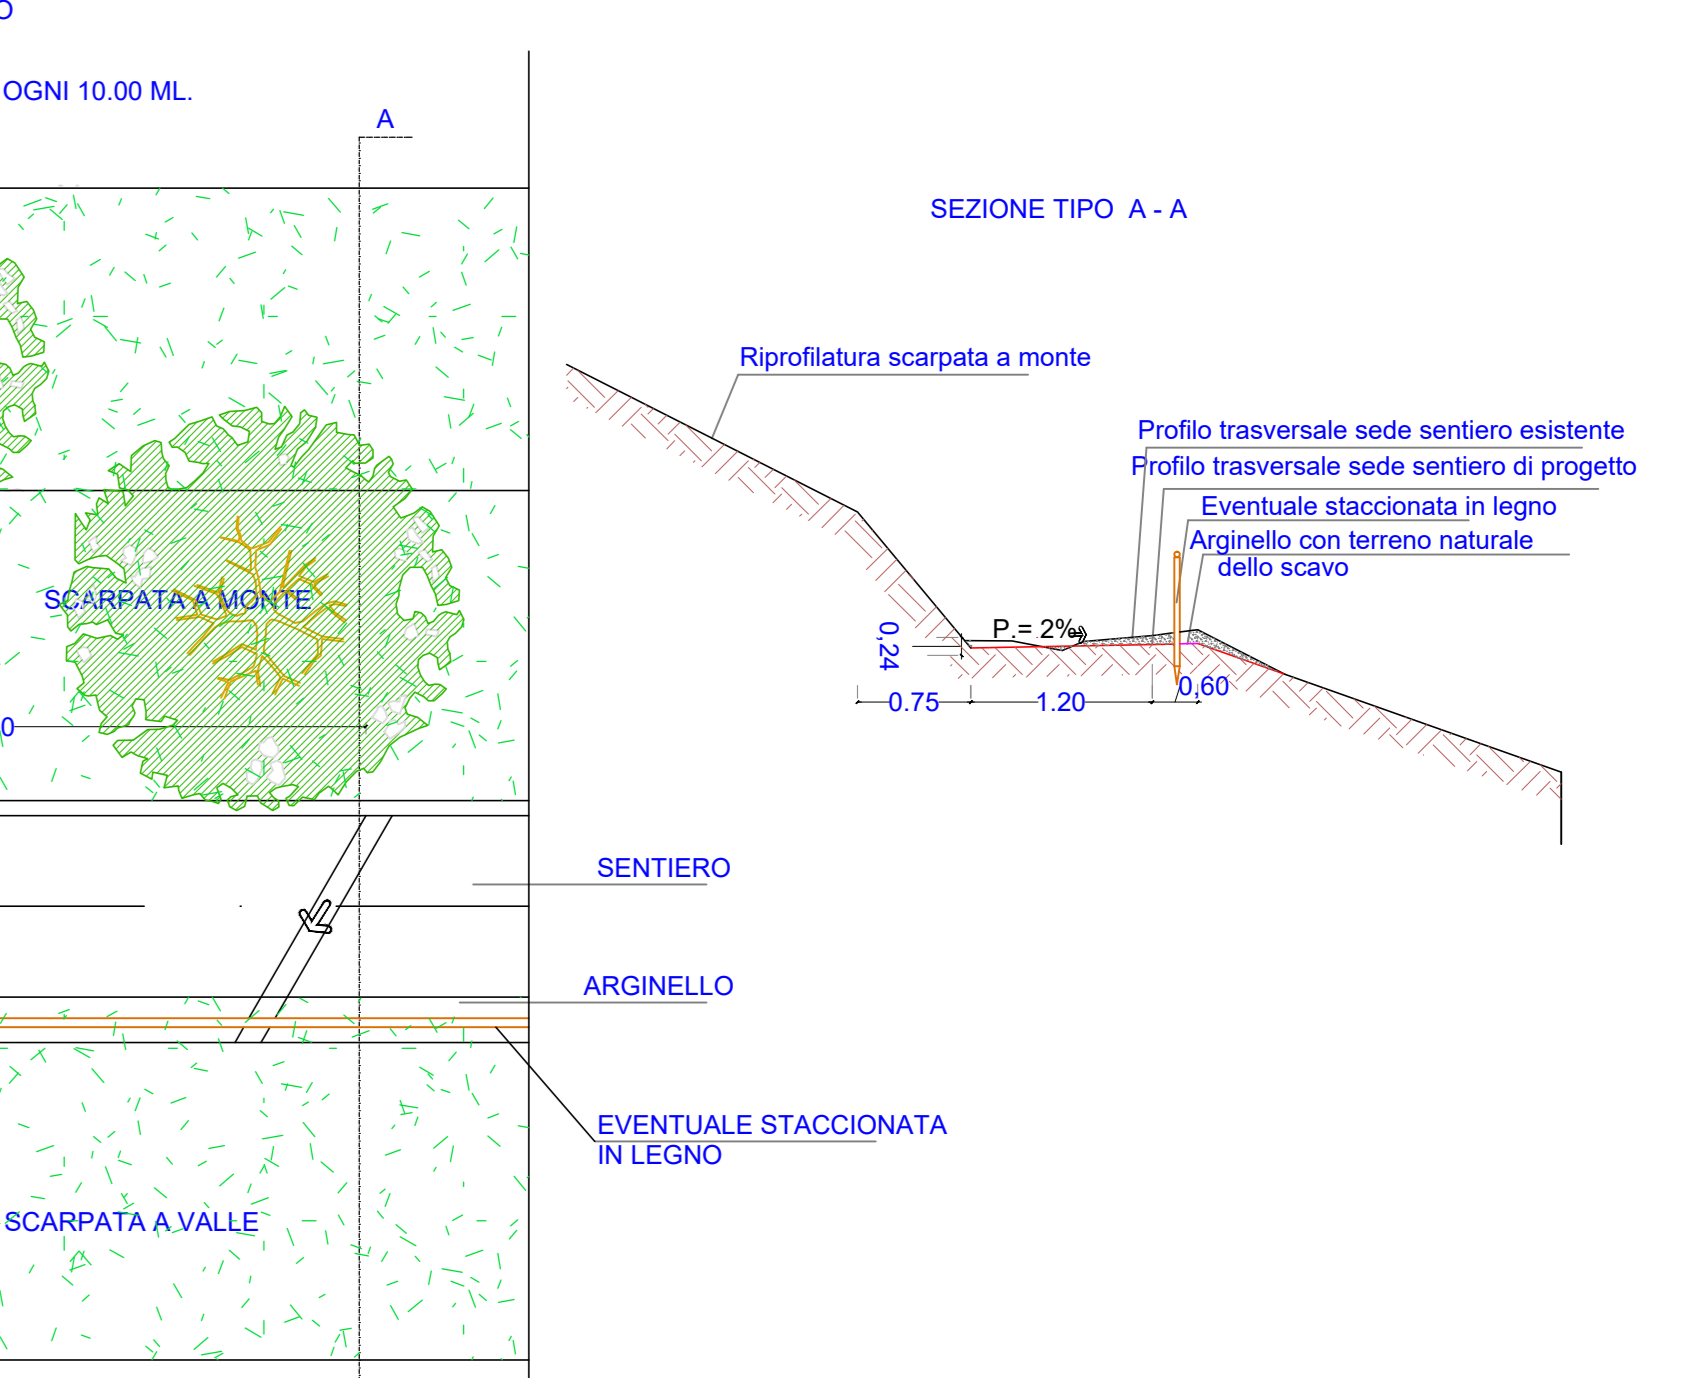 O
OGNI 10.00 ML.
A
SEZIONE TIPO A - A
Riprofilatura scarpata a monte
Profilo trasversale sede sentiero esistente
Profilo trasversale sede sentiero di progetto
Eventuale staccionata in legno
Arginello con terreno naturale
dello scavo
SCARPATA A MONTE
P.= 2%
0,24
0.75
1.20
0,60
0
SENTIERO
ARGINELLO
EVENTUALE STACCIONATA
IN LEGNO
SCARPATA A VALLE